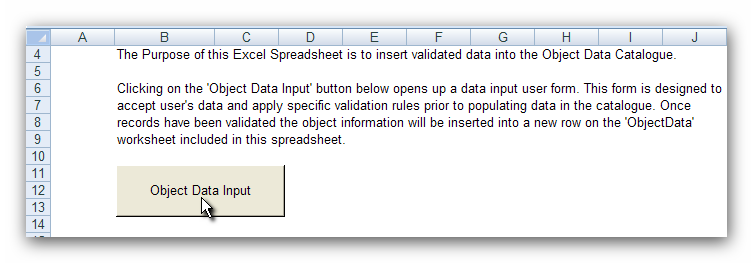 A B C D E F G H I J
4 The Purpose of this Excel Spreadsheet is to insert validated data into the Object Data Catalogue.
5
6 Clicking on the 'Object Data Input' button below opens up a data input user form. This form is designed to
7 accept user's data and apply specific validation rules prior to populating data in the catalogue. Once
8 records have been validated the object information will be inserted into a new row on the 'ObjectData'
9 worksheet included in this spreadsheet.
10
11
12 Object Data Input
13
14